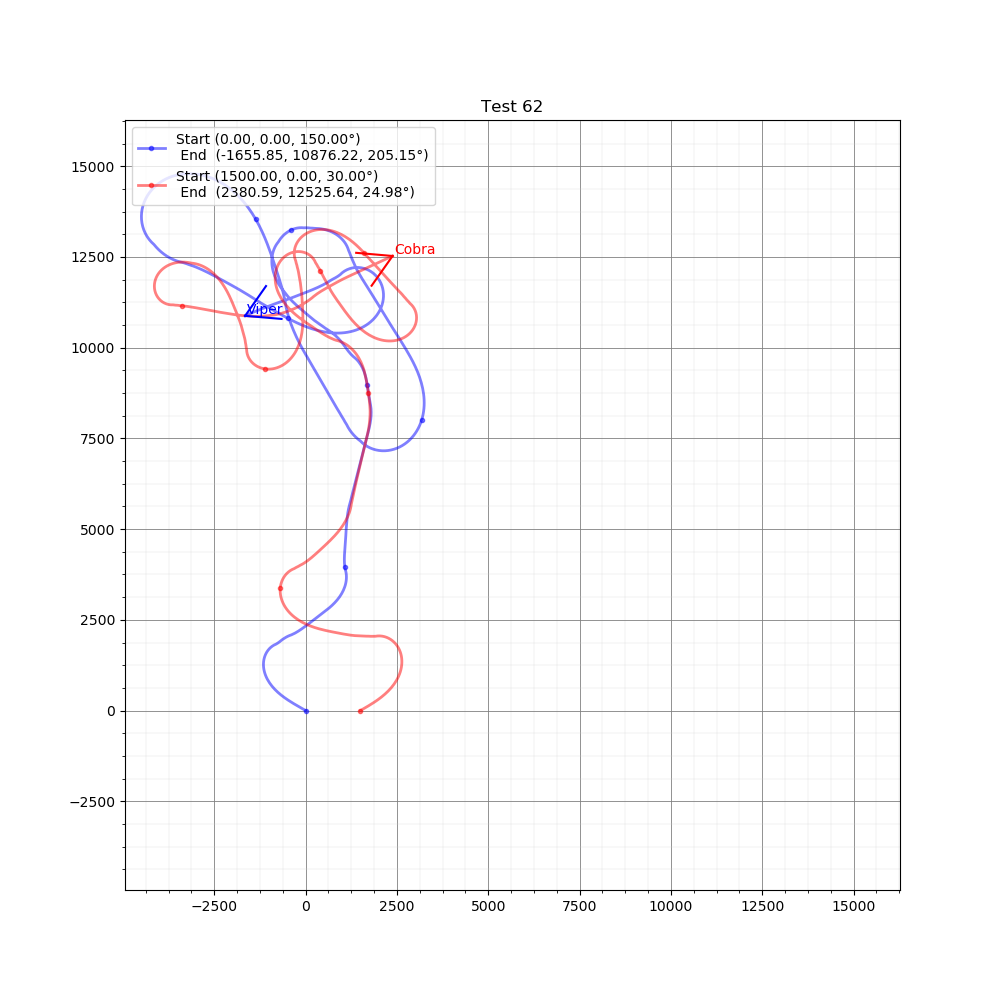 Test 62
Start (0.00, 0.00, 150.00°)
End (-1655.85, 10876.22, 205.15°)
Start (1500.00, 0.00, 30.00°)
End (2380.59, 12525.64, 24.98°)
15000
12500
10000
7500
5000
2500
0
−2500
Cobra
Viper
−2500 0 2500 5000 7500 10000 12500 15000